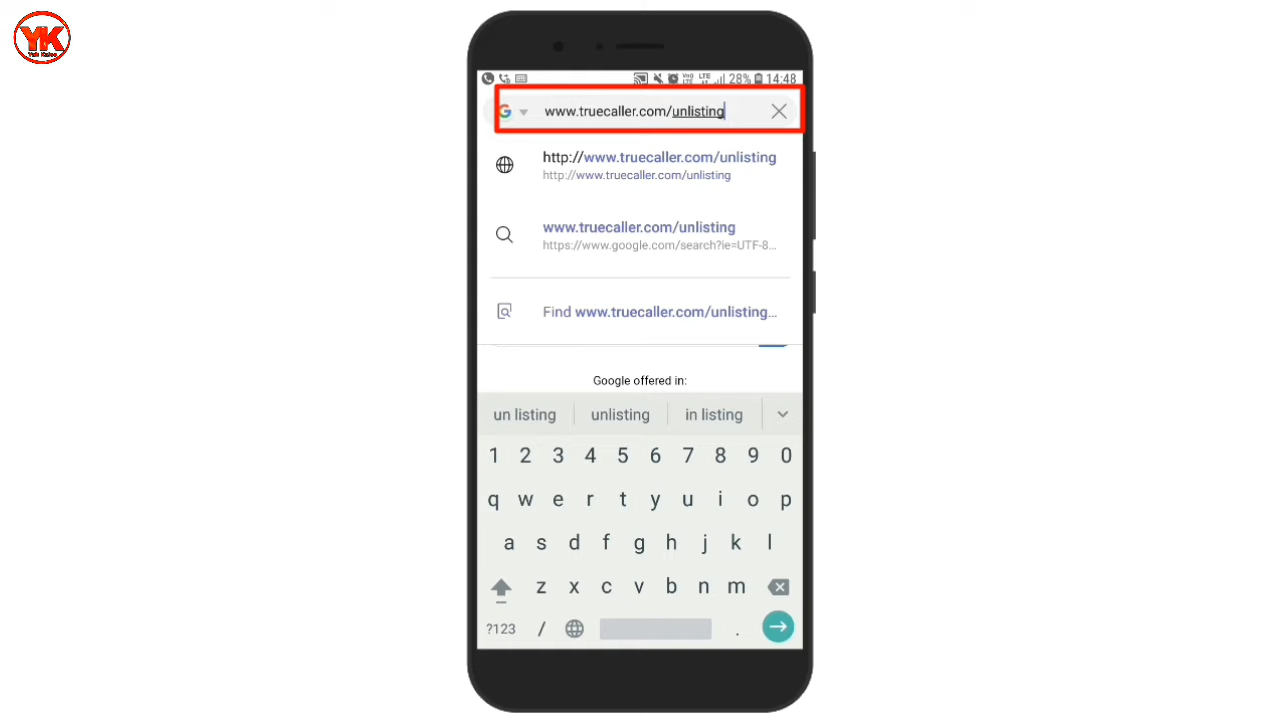 YK
28% 14:48
www.truecaller.com/unlisting
http://www.truecaller.com/unlisting
http://www.truecaller.com/unlisting
www.truecaller.com/unlisting
https://www.google.com/search?ie=UTF-8...
Find www.truecaller.com/unlisting...
Google offered in:
un listing unlisting in listing
1 2 3 4 5 6 7 8 9 0
q w e r t y u i o p
a s d f g h j k l
z x c v b n m
?123 / .